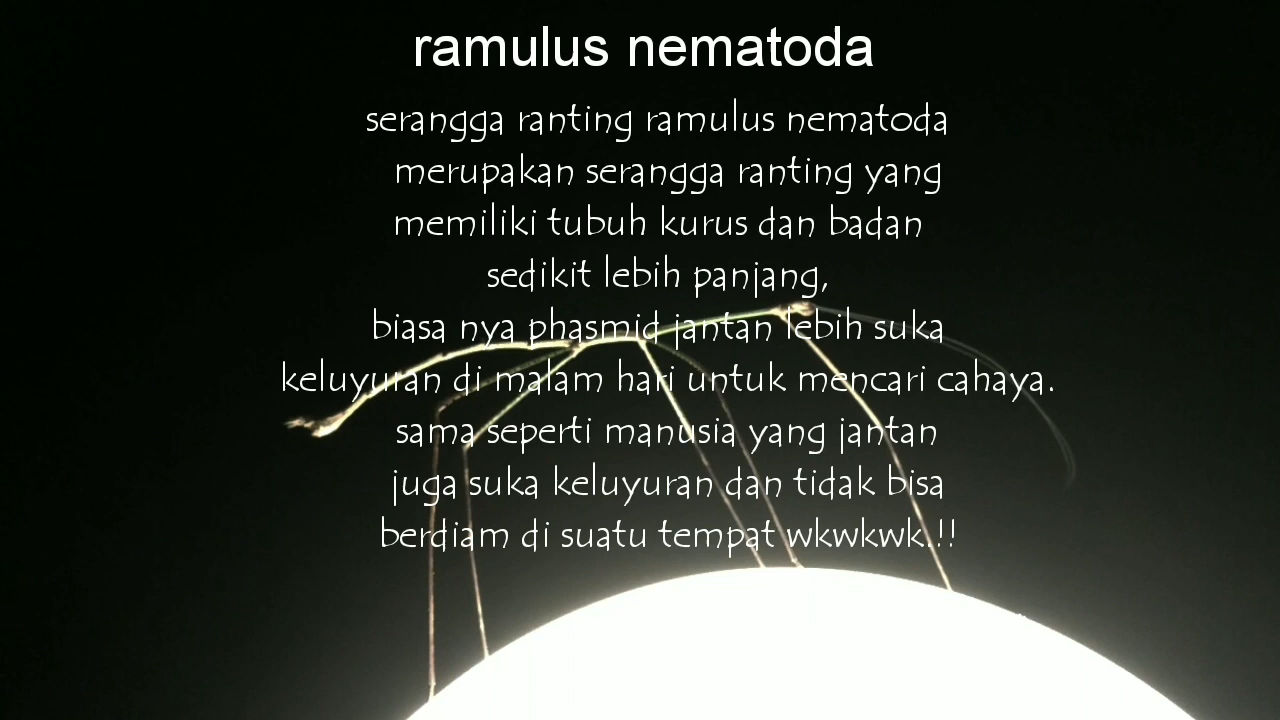 ramulus nematoda
serangga ranting ramulus nematoda
merupakan serangga ranting yang
memiliki tubuh kurus dan badan
sedikit lebih panjang,
biasa nya phasmid jantan lebih suka
keluyuran di malam hari untuk mencari cahaya.
sama seperti manusia yang jantan
juga suka keluyuran dan tidak bisa
berdiam di suatu tempat wkwkwk..!!